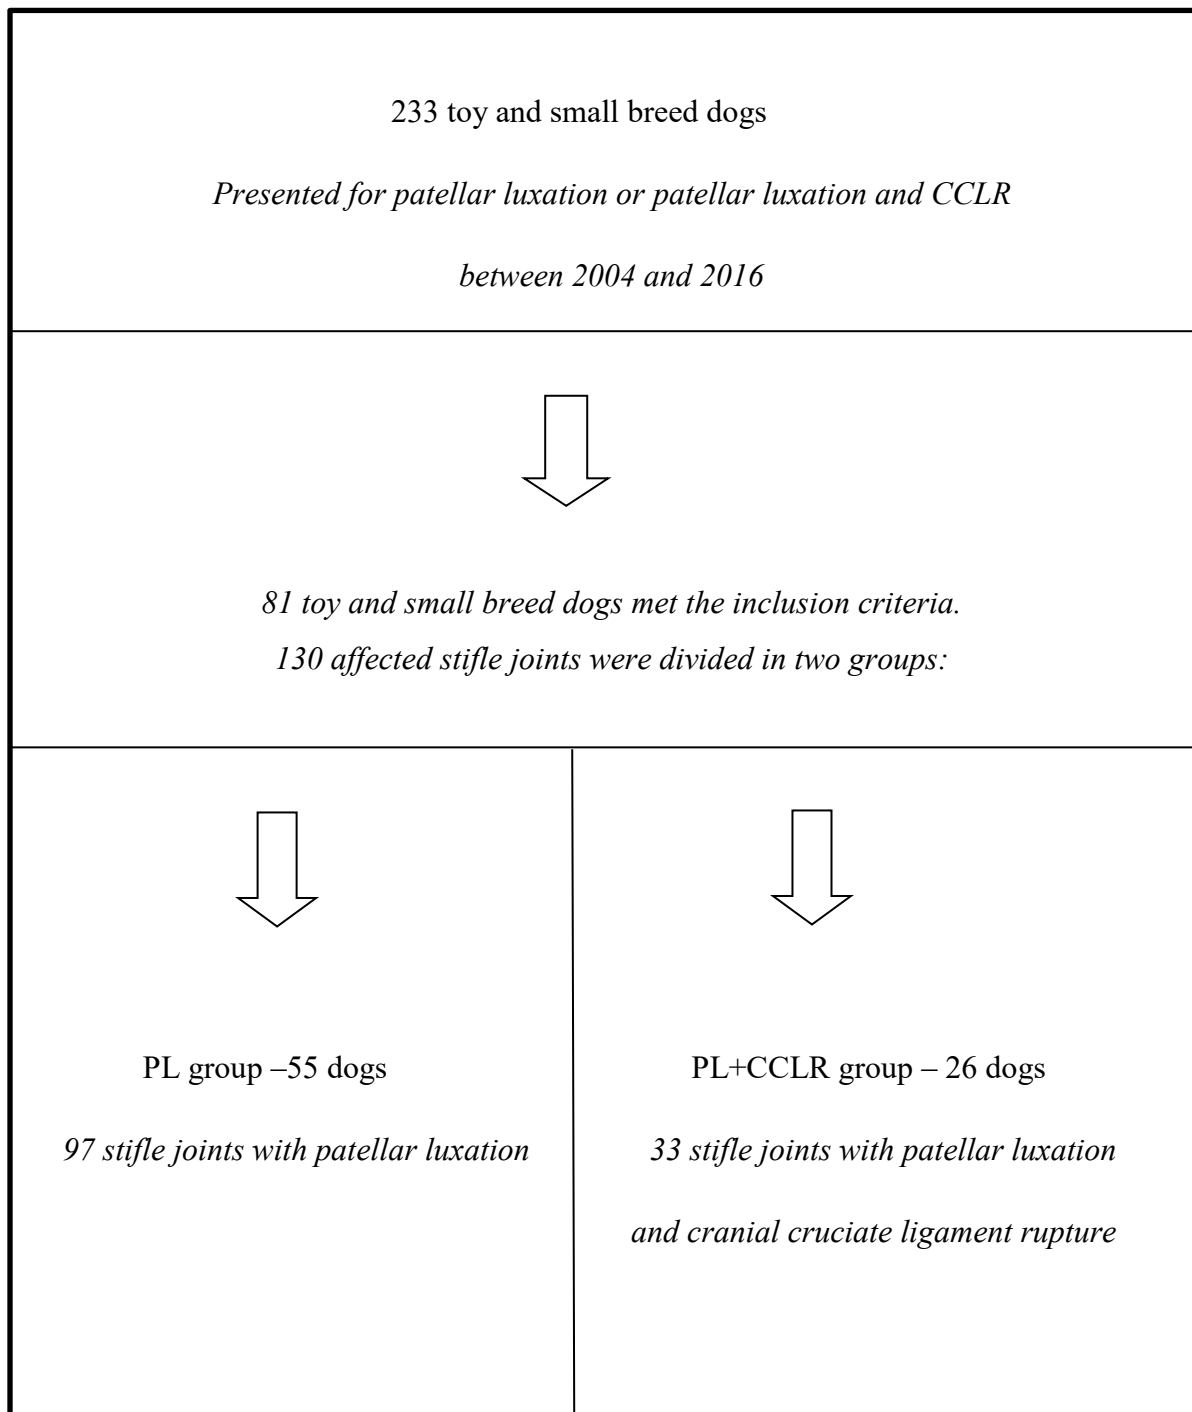 233 toy and small breed dogs
Presented for patellar luxation or patellar luxation and CCLR
between 2004 and 2016
81 toy and small breed dogs met the inclusion criteria.
130 affected stifle joints were divided in two groups:
PL group –55 dogs
97 stifle joints with patellar luxation
PL+CCLR group – 26 dogs
33 stifle joints with patellar luxation
and cranial cruciate ligament rupture